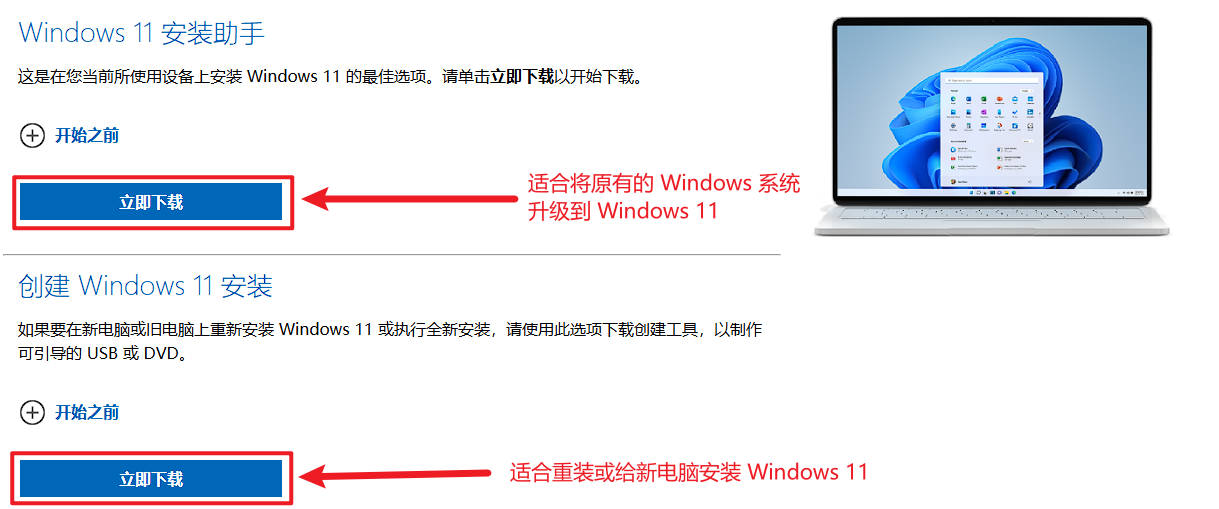 Windows 11 安装助手
这是在您当前所使用设备上安装 Windows 11 的最佳选项。请单击立即下载以开始下载。
开始之前
立即下载
适合将原有的 Windows 系统
升级到 Windows 11
创建 Windows 11 安装
如果要在新电脑或旧电脑上重新安装 Windows 11 或执行全新安装，请使用此选项下载创建工具，以制作
可引导的 USB 或 DVD。
开始之前
立即下载
适合重装或给新电脑安装 Windows 11